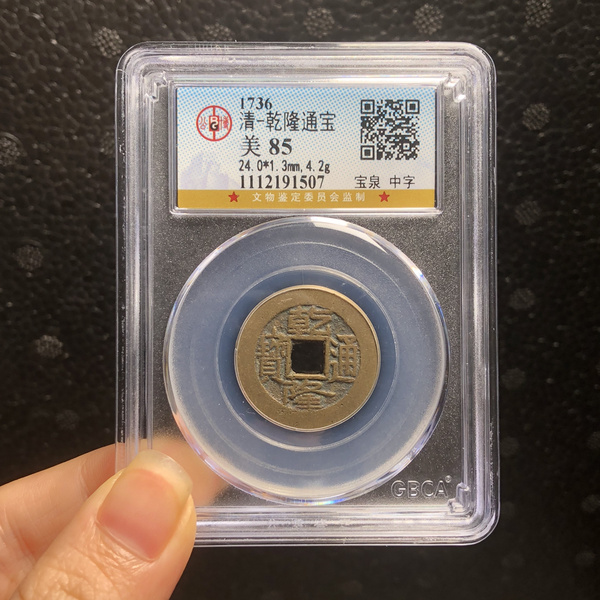 1736
清-乾隆通宝
美 85
24.0*1.3mm,4.2g
1112191507
宝泉 中字
★ 文物鉴定委员会监制 ★
乾隆通寶
GBCA